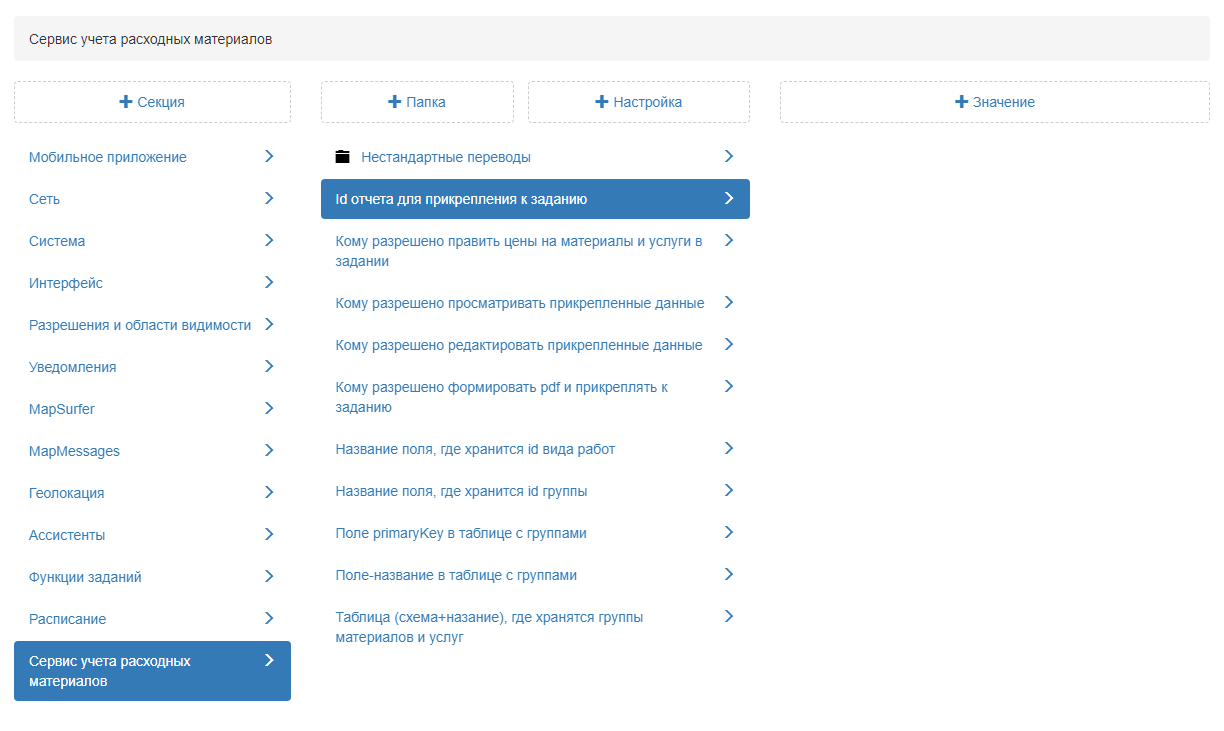 Сервис учета расходных материалов
Секция
Папка
Настройка
Значение
Мобильное приложение
Сеть
Система
Интерфейс
Разрешения и области видимости
Уведомления
MapSurfer
MapMessages
Геолокация
Ассистенты
Функции заданий
Расписание
Сервис учета расходных
материалов
Нестандартные переводы
Id отчета для прикрепления к заданию
Кому разрешено править цены на материалы и услуги в
задании
Кому разрешено просматривать прикрепленные данные
Кому разрешено редактировать прикрепленные данные
Кому разрешено формировать pdf и прикреплять к
заданию
Название поля, где хранится id вида работ
Название поля, где хранится id группы
Поле primaryKey в таблице с группами
Поле-название в таблице с группами
Таблица (схема+назание), где хранятся группы
материалов и услуг